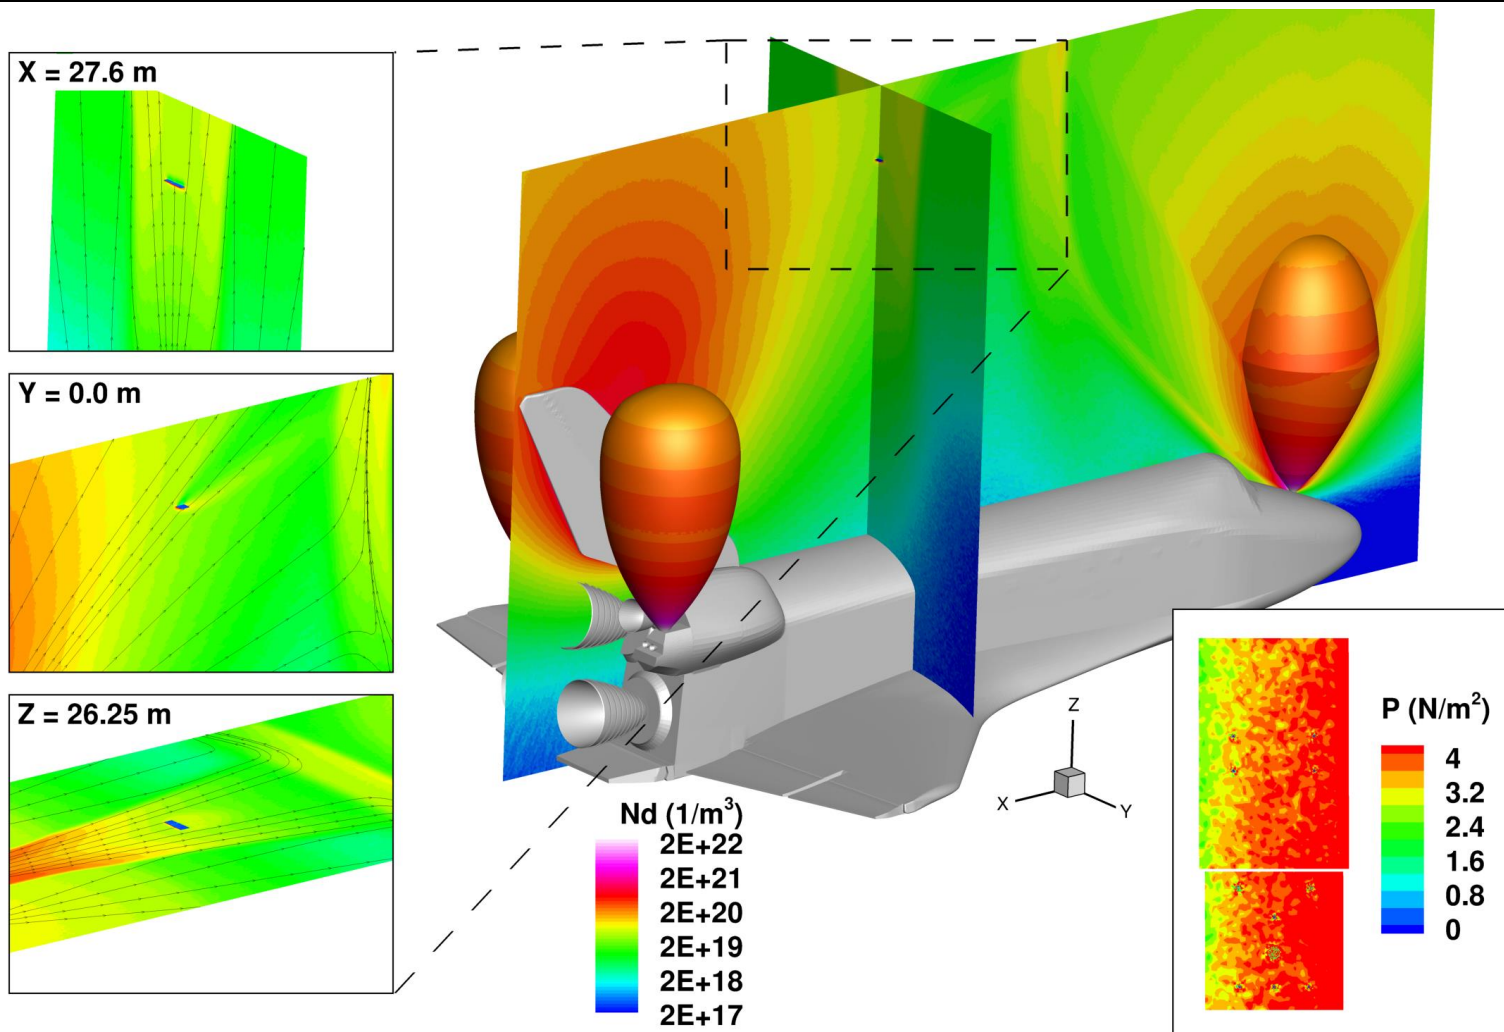 X = 27.6 m
Y = 0.0 m
Z = 26.25 m
Nd (1/m³)
2E+22
2E+21
2E+20
2E+19
2E+18
2E+17
Z
X
Y
P (N/m²)
4
3.2
2.4
1.6
0.8
0